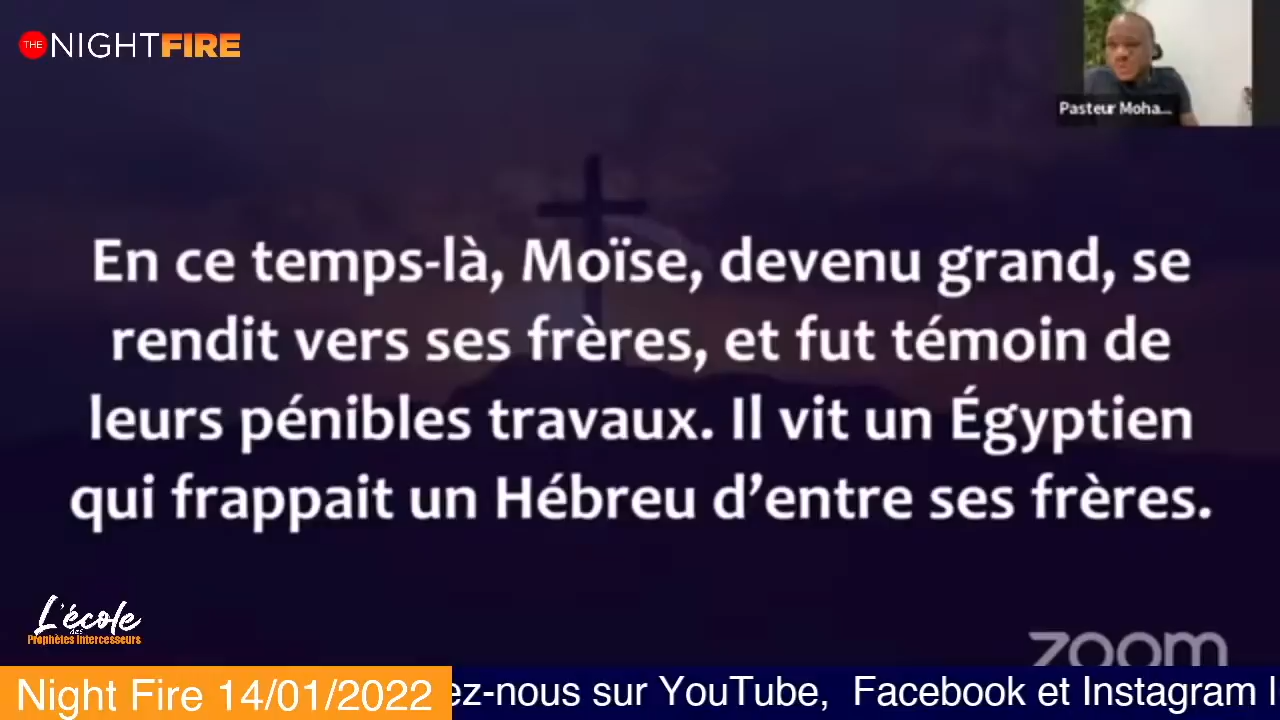 THE NIGHTFIRE
Pasteur Moha...
En ce temps-là, Moïse, devenu grand, se
rendit vers ses frères, et fut témoin de
leurs pénibles travaux. Il vit un Égyptien
qui frappait un Hébreu d’entre ses frères.
L'école
des
Prophètes Intercesseurs
zoom
Night Fire 14/01/2022
ez-nous sur YouTube, Facebook et Instagram l